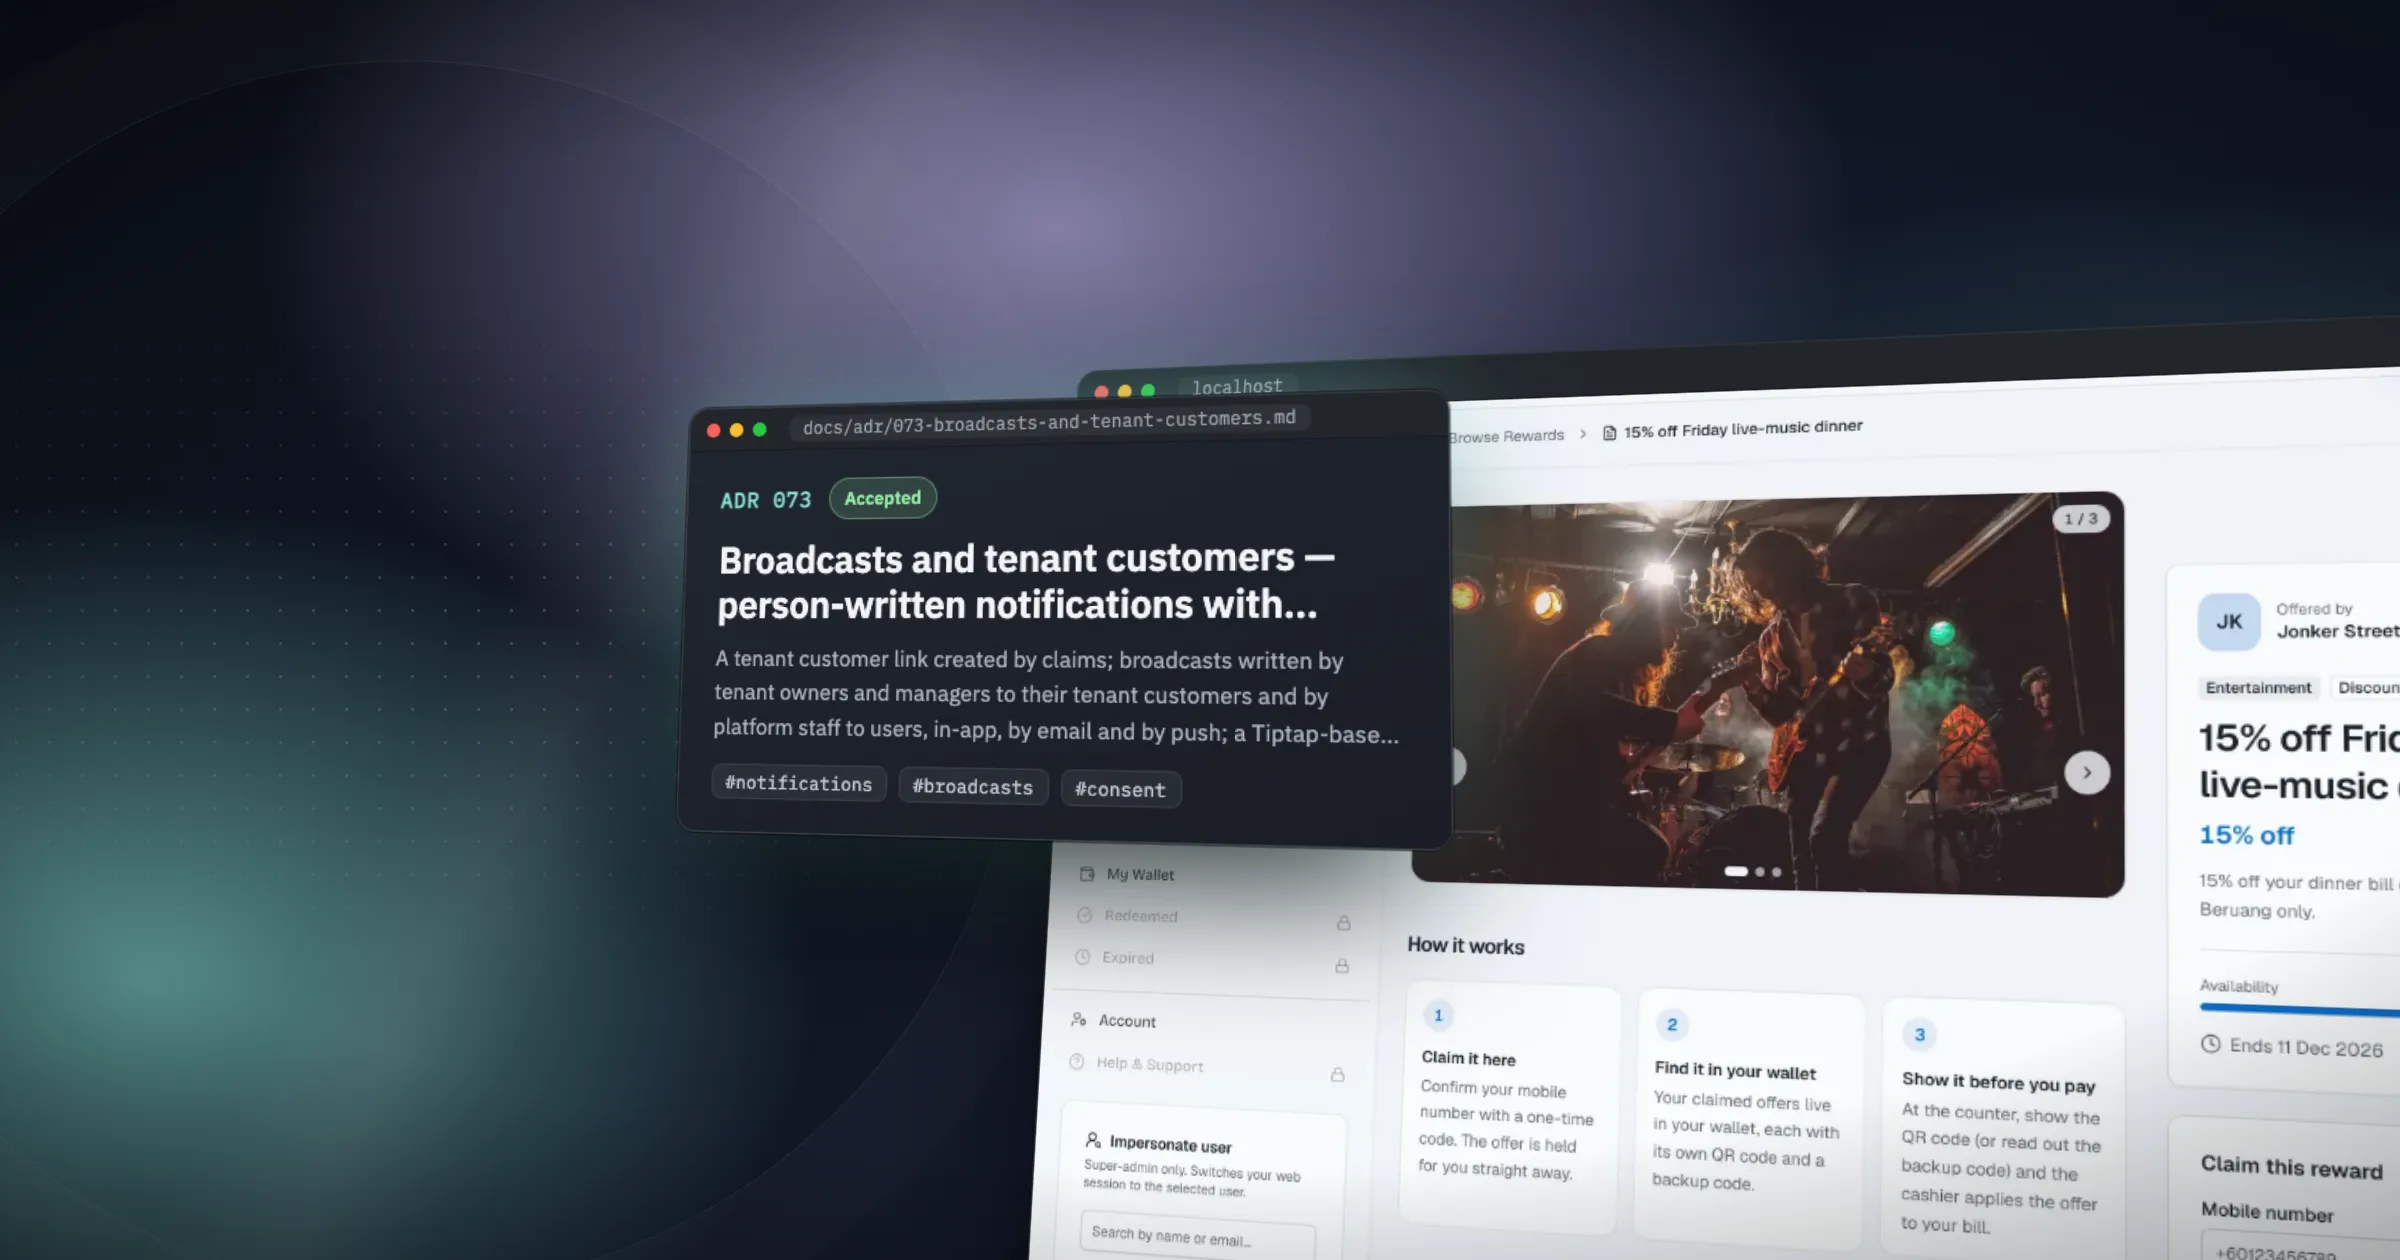 localhost
docs/adr/073-broadcasts-and-tenant-customers.md
ADR 073
Accepted
Broadcasts and tenant customers —
person-written notifications with...
A tenant customer link created by claims; broadcasts written by
tenant owners and managers to their tenant customers and by
platform staff to users, in-app, by email and by push; a Tiptap-base...
#notifications
#broadcasts
#consent
Browse Rewards
15% off Friday live-music dinner
1 / 3
My Wallet
Redeemed
Expired
Account
Help & Support
Impersonate user
Super-admin only. Switches your web
session to the selected user.
Search by name or email...
How it works
1
Claim it here
Confirm your mobile
number with a one-time
code. The offer is held
for you straight away.
2
Find it in your wallet
Your claimed offers live
in your wallet, each with
its own QR code and a
backup code.
3
Show it before you pay
At the counter, show the
QR code (or read out the
backup code) and the
cashier applies the offer
to your bill.
JK
Offered by
Jonker Street
Entertainment
Discoun
15% off Frid
live-music
15% off
15% off your dinner bill
Beruang only.
Availability
Ends 11 Dec 2026
Claim this reward
Mobile number
+60123456789